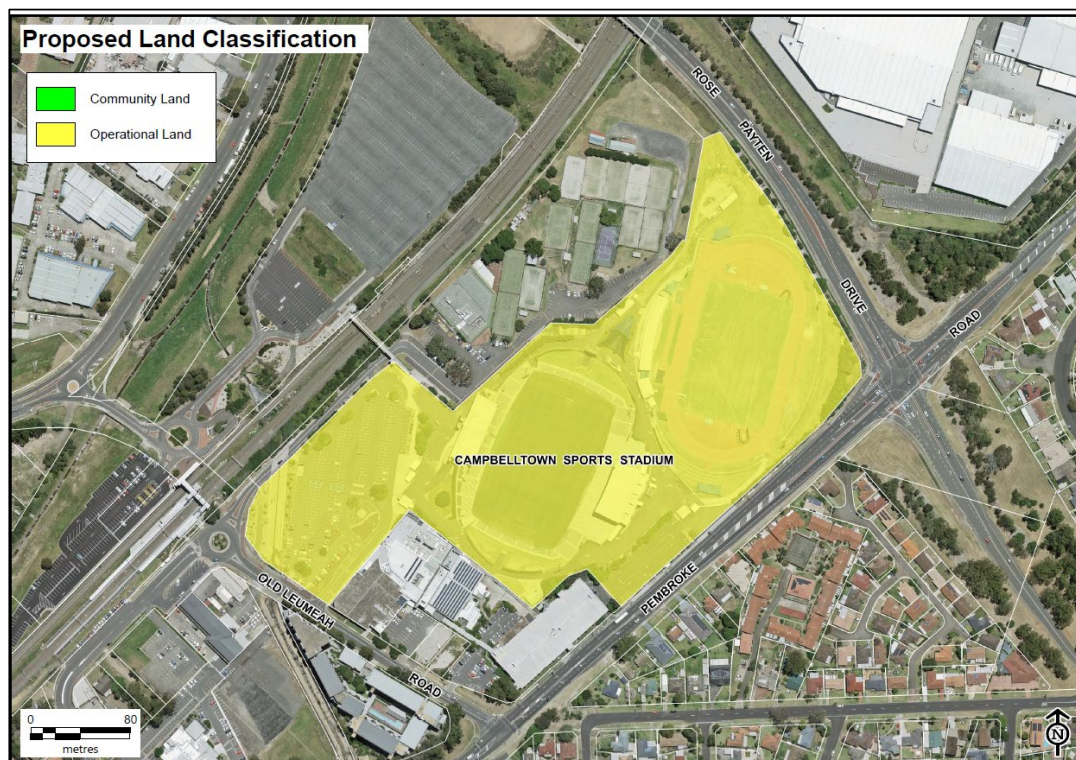 Proposed Land Classification
Community Land
Operational Land
ROSE
PAYTEN
DRIVE
ROAD
CAMPBELLTOWN SPORTS STADIUM
PEMBROKE
OLD LEUMEAH
ROAD
0 80
metres
N